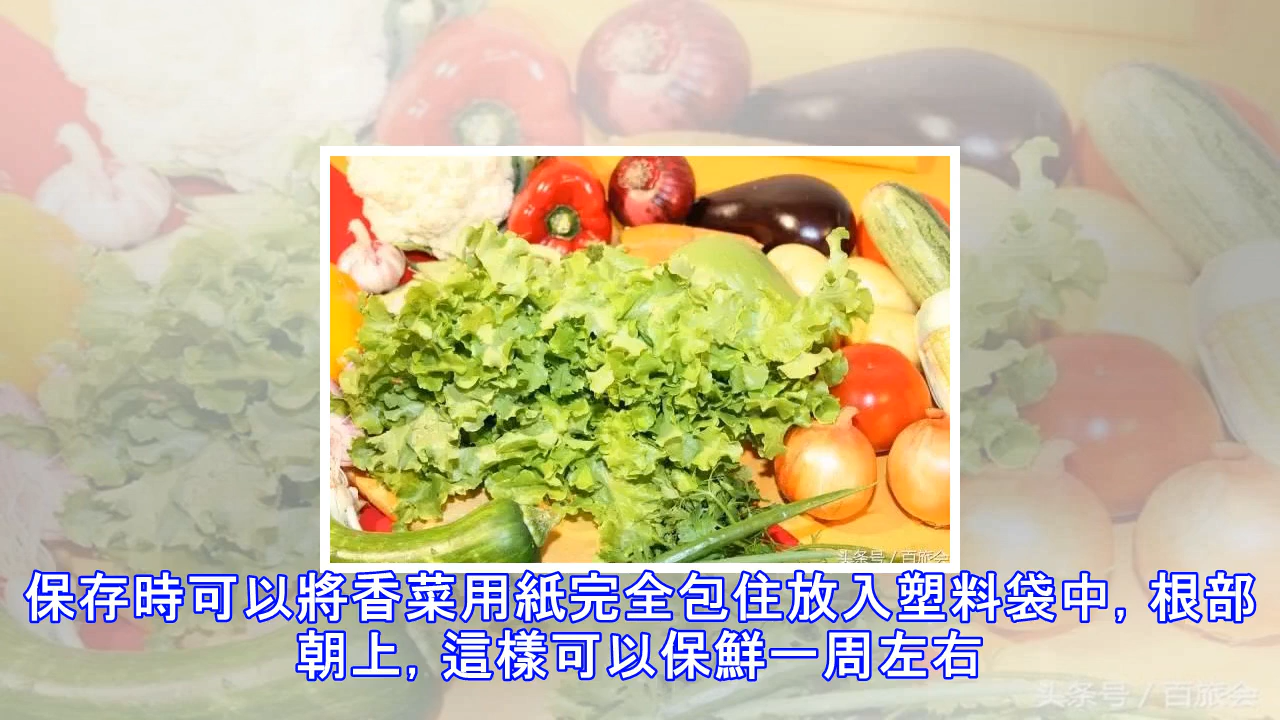 头条号 / 百旅会
保存時可以將香菜用紙完全包住放入塑料袋中, 根部
朝上, 這樣可以保鮮一周左右
头条号 / 百旅会